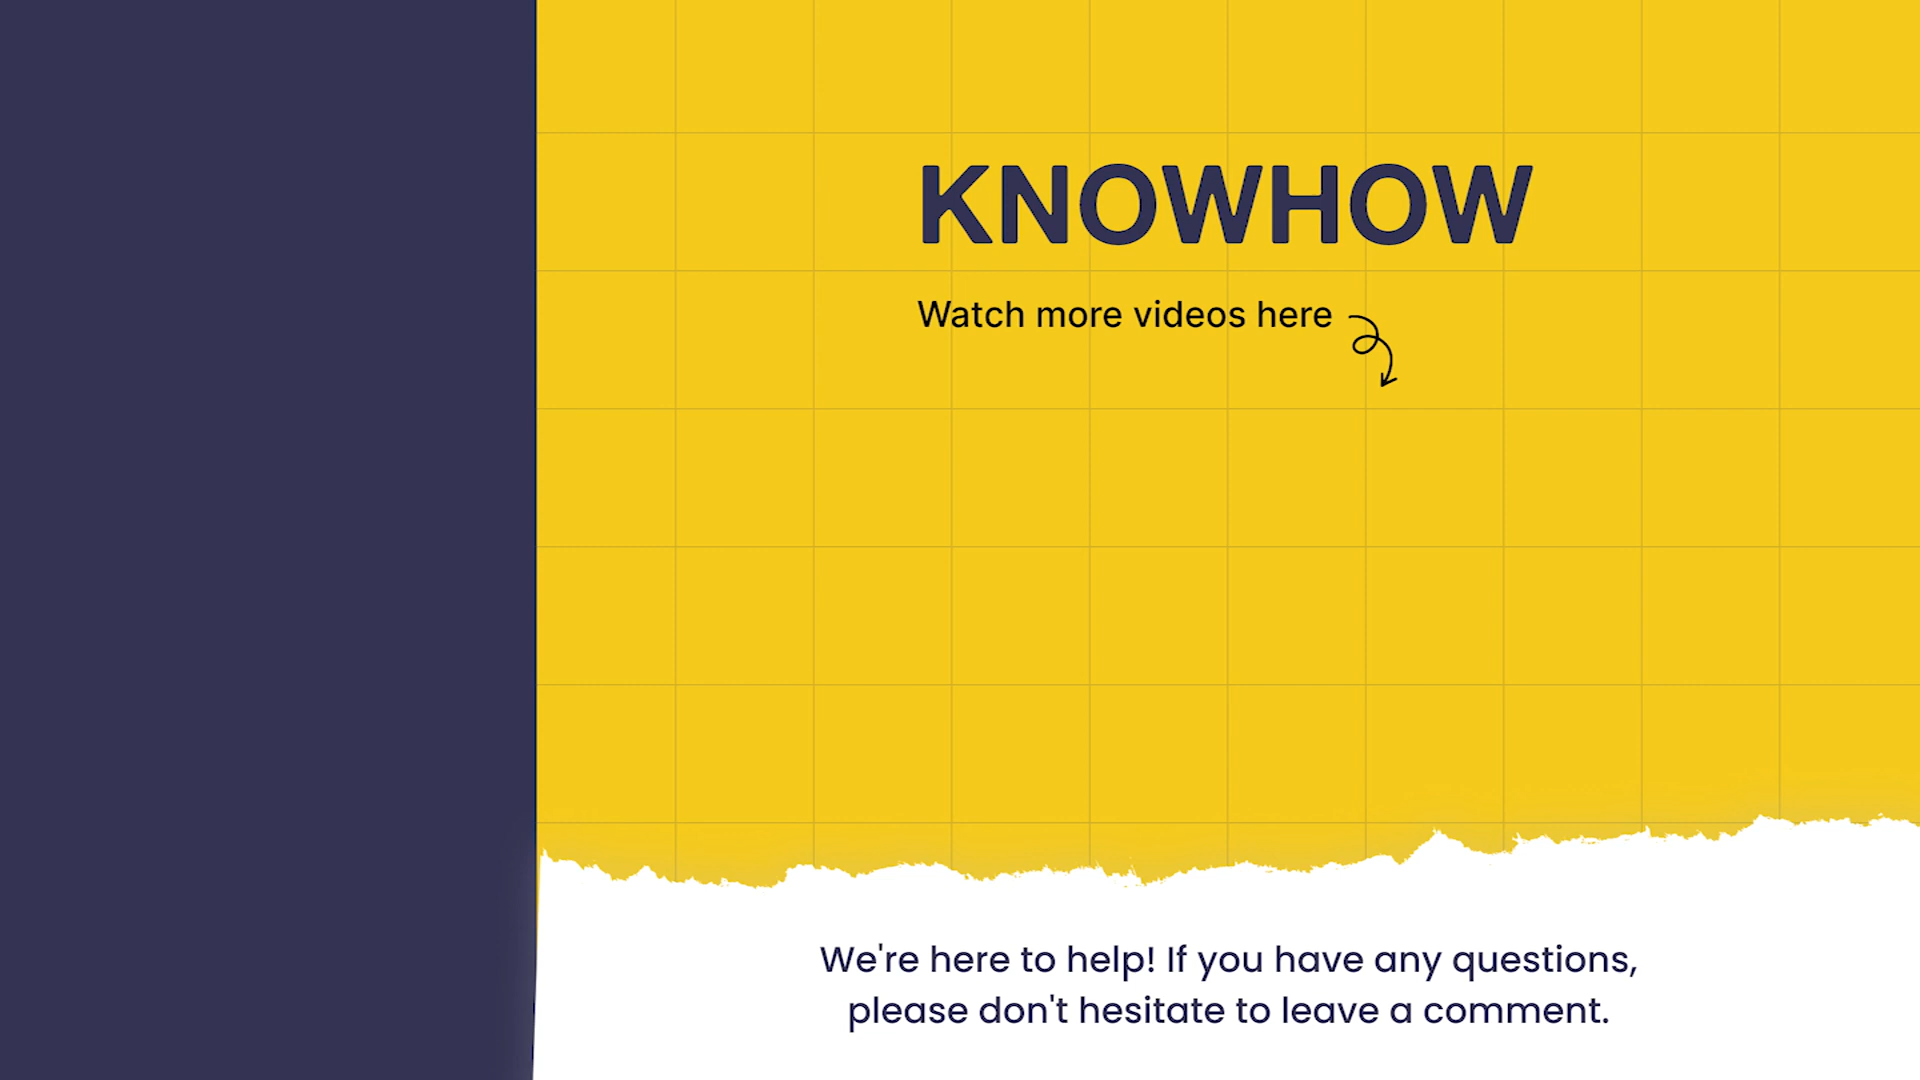 KNOWHOW
Watch more videos here
We're here to help! If you have any questions,
please don't hesitate to leave a comment.